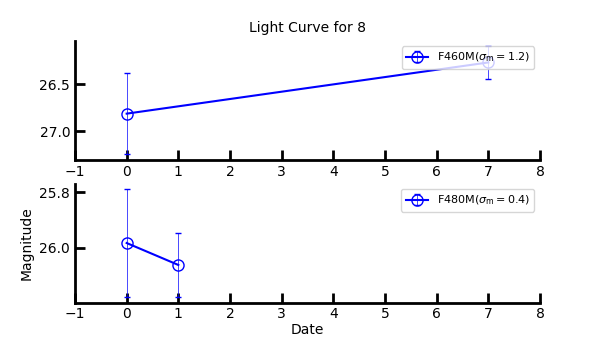 Light Curve for 8
F460M(σₘ = 1.2)
26.5
27.0
−1 0 1 2 3 4 5 6 7 8
F480M(σₘ = 0.4)
25.8
26.0
Magnitude
−1 0 1 2 3 4 5 6 7 8
Date